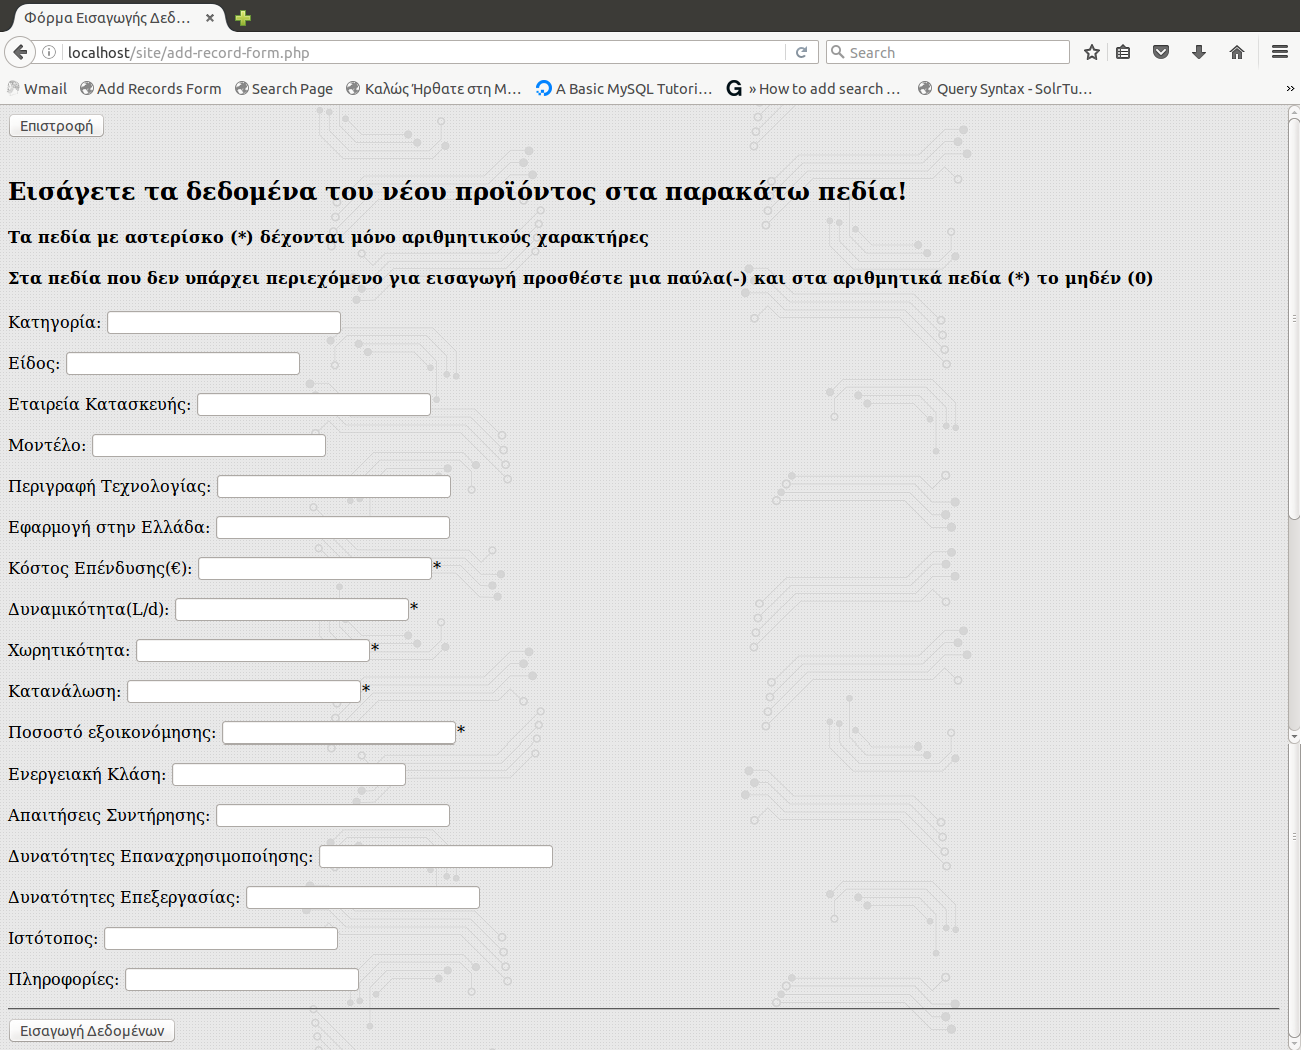 Φόρμα Εισαγωγής Δεδ...
localhost/site/add-record-form.php
Search
Wmail
Add Records Form
Search Page
Καλώς Ήρθατε στη Μ...
A Basic MySQL Tutori...
» How to add search ...
Query Syntax - SolrTu...
»
Επιστροφή
Εισάγετε τα δεδομένα του νέου προϊόντος στα παρακάτω πεδία!
Τα πεδία με αστερίσκο (*) δέχονται μόνο αριθμητικούς χαρακτήρες
Στα πεδία που δεν υπάρχει περιεχόμενο για εισαγωγή προσθέστε μια παύλα(-) και στα αριθμητικά πεδία (*) το μηδέν (0)
Κατηγορία:
Είδος:
Εταιρεία Κατασκευής:
Μοντέλο:
Περιγραφή Τεχνολογίας:
Εφαρμογή στην Ελλάδα:
Κόστος Επένδυσης(€): *
Δυναμικότητα(L/d): *
Χωρητικότητα: *
Κατανάλωση: *
Ποσοστό εξοικονόμησης: *
Ενεργειακή Κλάση:
Απαιτήσεις Συντήρησης:
Δυνατότητες Επαναχρησιμοποίησης:
Δυνατότητες Επεξεργασίας:
Ιστότοπος:
Πληροφορίες:
Εισαγωγή Δεδομένων